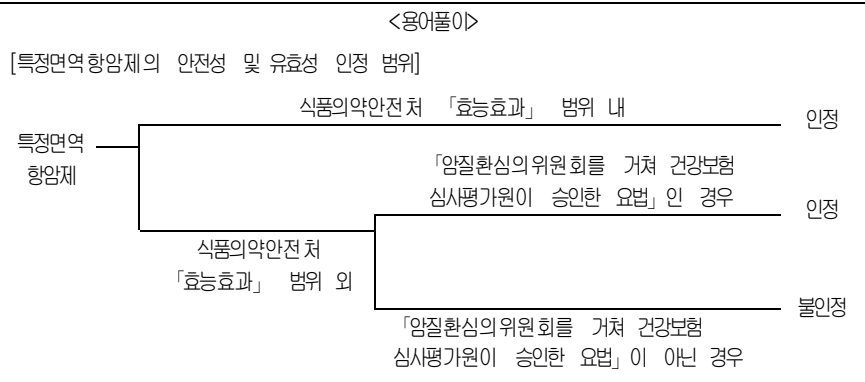 <용어풀이>
[특정면역항암제의 안전성 및 유효성 인정 범위]
식품의약안전처 「효능효과」 범위 내
인정
특정면역
항암제
「암질환심의위원회를 거쳐 건강보험
심사평가원이 승인한 요법」인 경우
인정
식품의약안전처
「효능효과」 범위 외
불인정
「암질환심의위원회를 거쳐 건강보험
심사평가원이 승인한 요법」이 아닌 경우